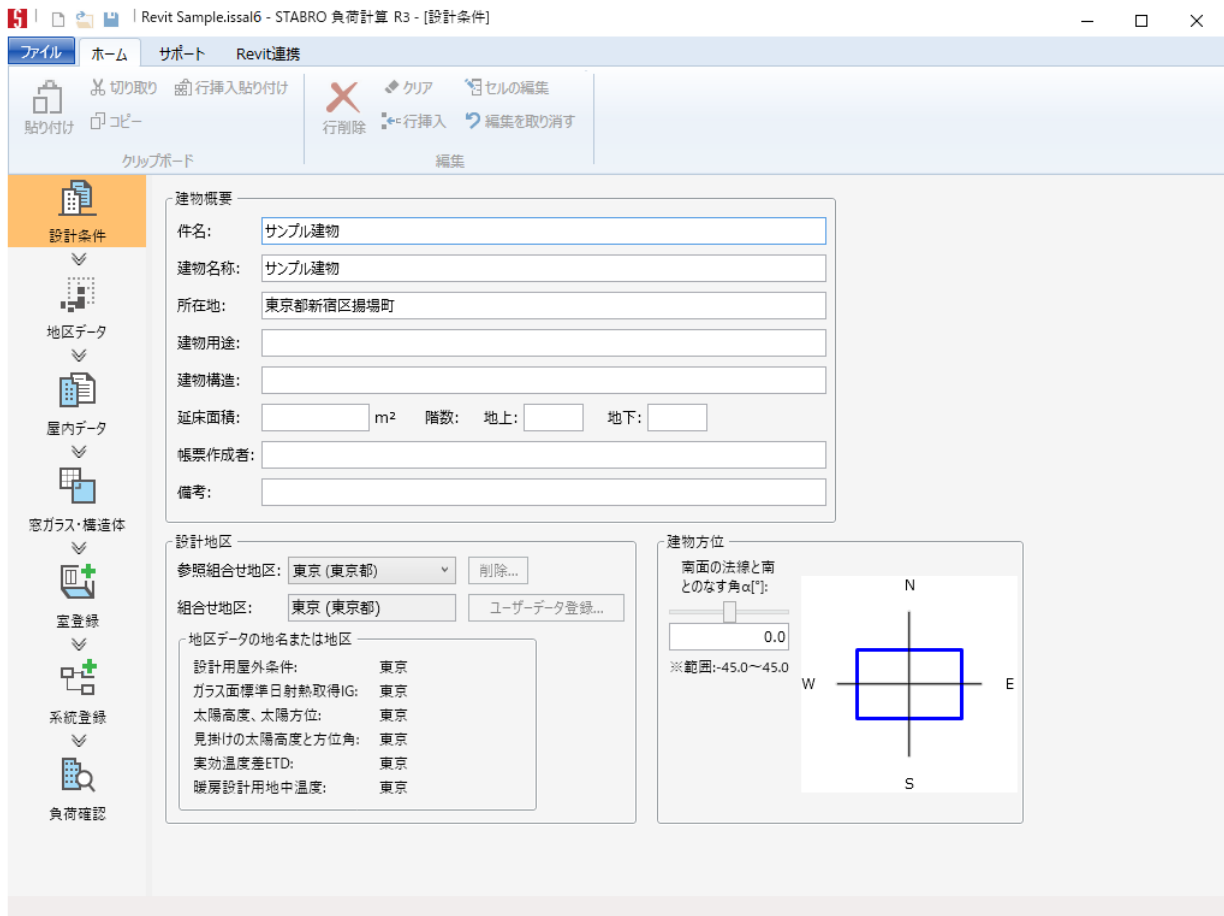 Revit Sample.issal6 - STABRO 負荷計算 R3 - [設計条件]
ファイル ホーム サポート Revit連携
貼り付け 切り取り 行挿入貼り付け
コピー
クリップボード
行削除 クリア セルの編集
行挿入 編集を取り消す
編集
設計条件
地区データ
屋内データ
窓ガラス・構造体
室登録
系統登録
負荷確認
建物概要
件名: サンプル建物
建物名称: サンプル建物
所在地: 東京都新宿区揚場町
建物用途:
建物構造:
延床面積: m² 階数: 地上: 地下:
帳票作成者:
備考:
設計地区
参照組合せ地区: 東京 (東京都) 削除...
組合せ地区: 東京 (東京都) ユーザーデータ登録...
地区データの地名または地区
設計用屋外条件: 東京
ガラス面標準日射熱取得IG: 東京
太陽高度、太陽方位: 東京
見掛けの太陽高度と方位角: 東京
実効温度差ETD: 東京
暖房設計用地中温度: 東京
建物方位
南面の法線と南
とのなす角α[°]:
0.0
※範囲:-45.0～45.0
N
W E
S